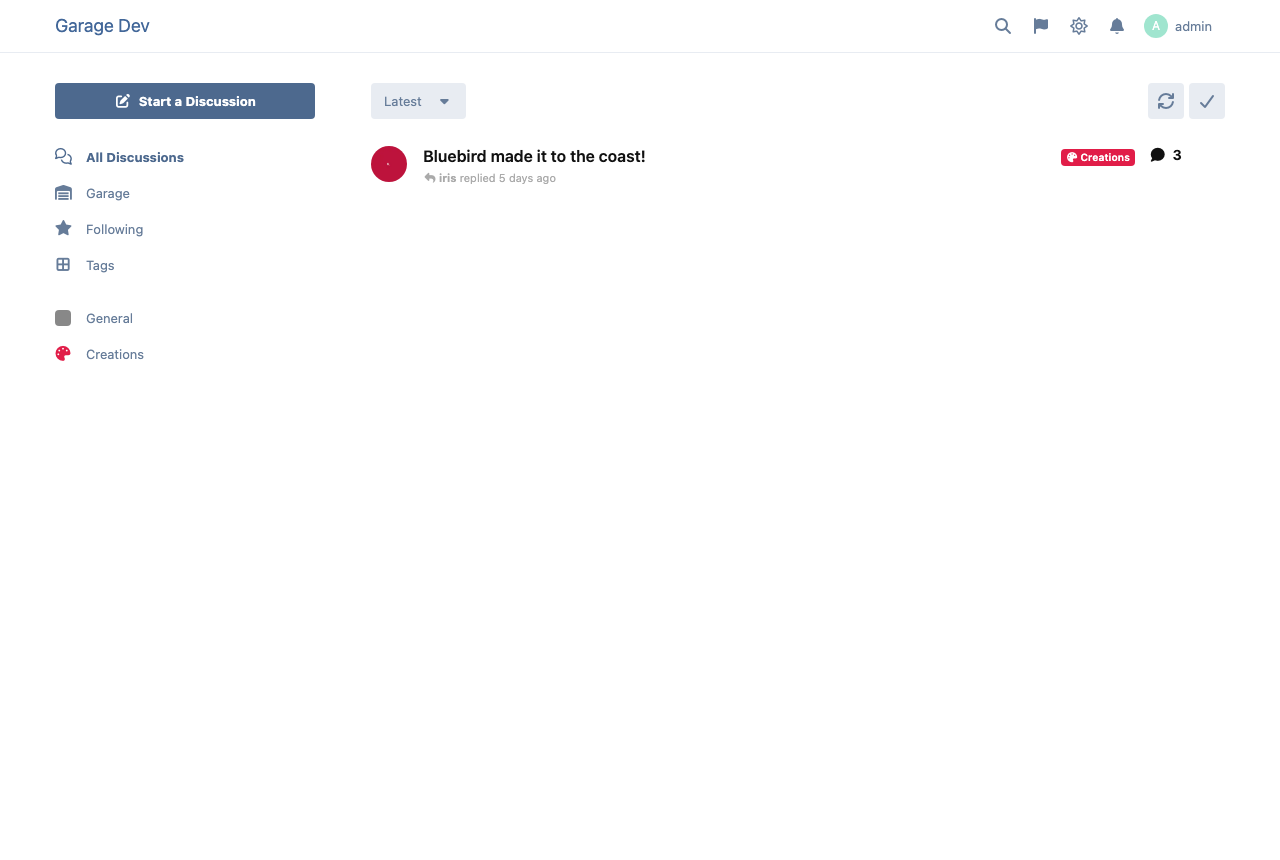 Garage Dev
A admin
Start a Discussion
Latest
All Discussions
Bluebird made it to the coast!
Creations 3
iris replied 5 days ago
Garage
Following
Tags
General
Creations